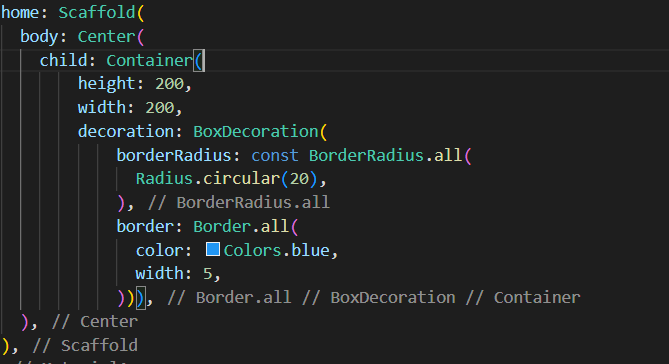 home: Scaffold(
body: Center(
child: Container(
height: 200,
width: 200,
decoration: BoxDecoration(
borderRadius: const BorderRadius.all(
Radius.circular(20),
), // BorderRadius.all
border: Border.all(
color: Colors.blue,
width: 5,
))), // Border.all // BoxDecoration // Container
), // Center
), // Scaffold